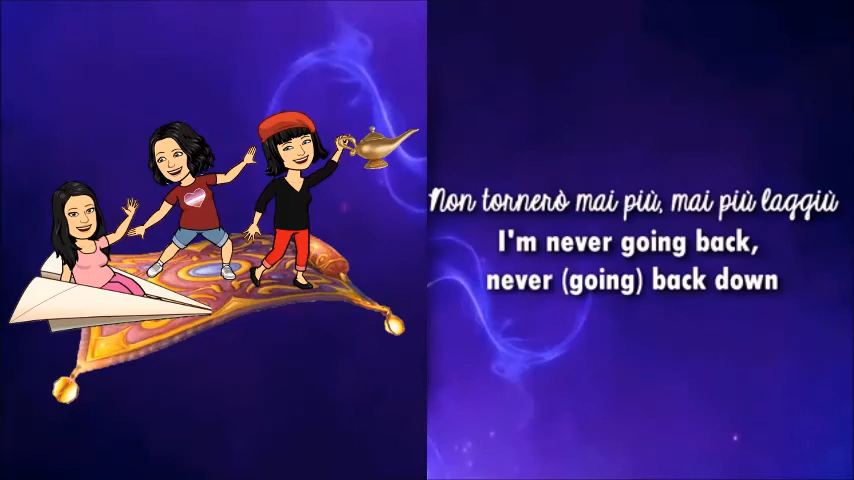 Non tornerò mai più, mai più laggiù
I'm never going back,
never (going) back down